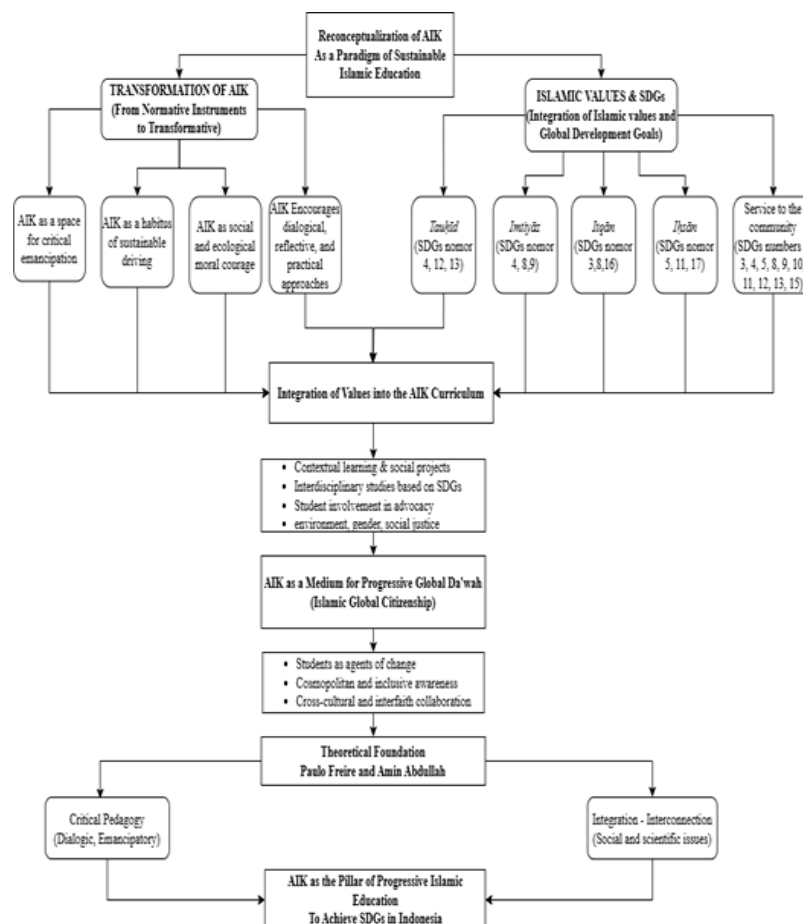 Reconceptualization of AIK
As a Paradigm of Sustainable
Islamic Education
TRANSFORMATION OF AIK
(From Normative Instruments
to Transformative)
ISLAMIC VALUES & SDGs
(Integration of Islamic values and
Global Development Goals)
AIK as a space
for critical
emancipation
AIK as a habitus
of sustainable
driving
AIK as social
and ecological
moral courage
AIK Encourages
dialogical,
reflective, and
practical
approaches
Tauḥīd
(SDGs nomor
4, 12, 13)
Imtiyāz
(SDGs nomor
4, 8,9)
Itqān
(SDGs nomor
3,8,16)
Iḥsān
(SDGs nomor
5, 11, 17)
Service to the
community
(SDGs numbers
3, 4, 5, 8, 9, 10,
11, 12, 13, 15)
Integration of Values into the AIK Curriculum
• Contextual learning & social projects
• Interdisciplinary studies based on SDGs
• Student involvement in advocacy
• environment, gender, social justice
AIK as a Medium for Progressive Global Da'wah
(Islamic Global Citizenship)
• Students as agents of change
• Cosmopolitan and inclusive awareness
• Cross-cultural and interfaith collaboration
Theoretical Foundation
Paulo Freire and Amin Abdullah
Critical Pedagogy
(Dialogic, Emancipatory)
Integration - Interconnection
(Social and scientific issues)
AIK as the Pillar of Progressive Islamic
Education
To Achieve SDGs in Indonesia